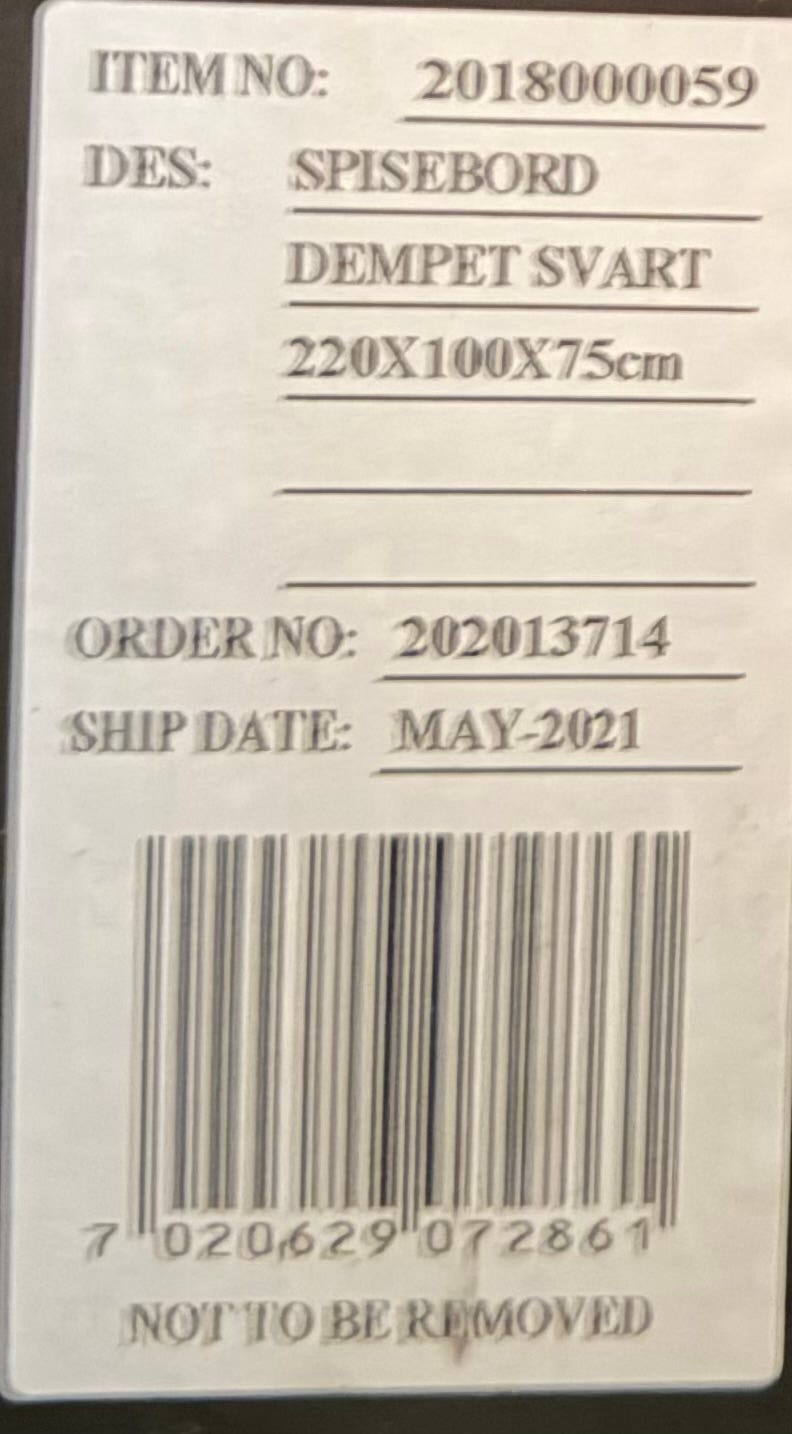 ITEM NO: 2018000059
DES: SPISEBORD
DEMPET SVART
220X100X75cm
ORDER NO: 202013714
SHIP DATE: MAY-2021
7 020629 072861
NOT TO BE REMOVED